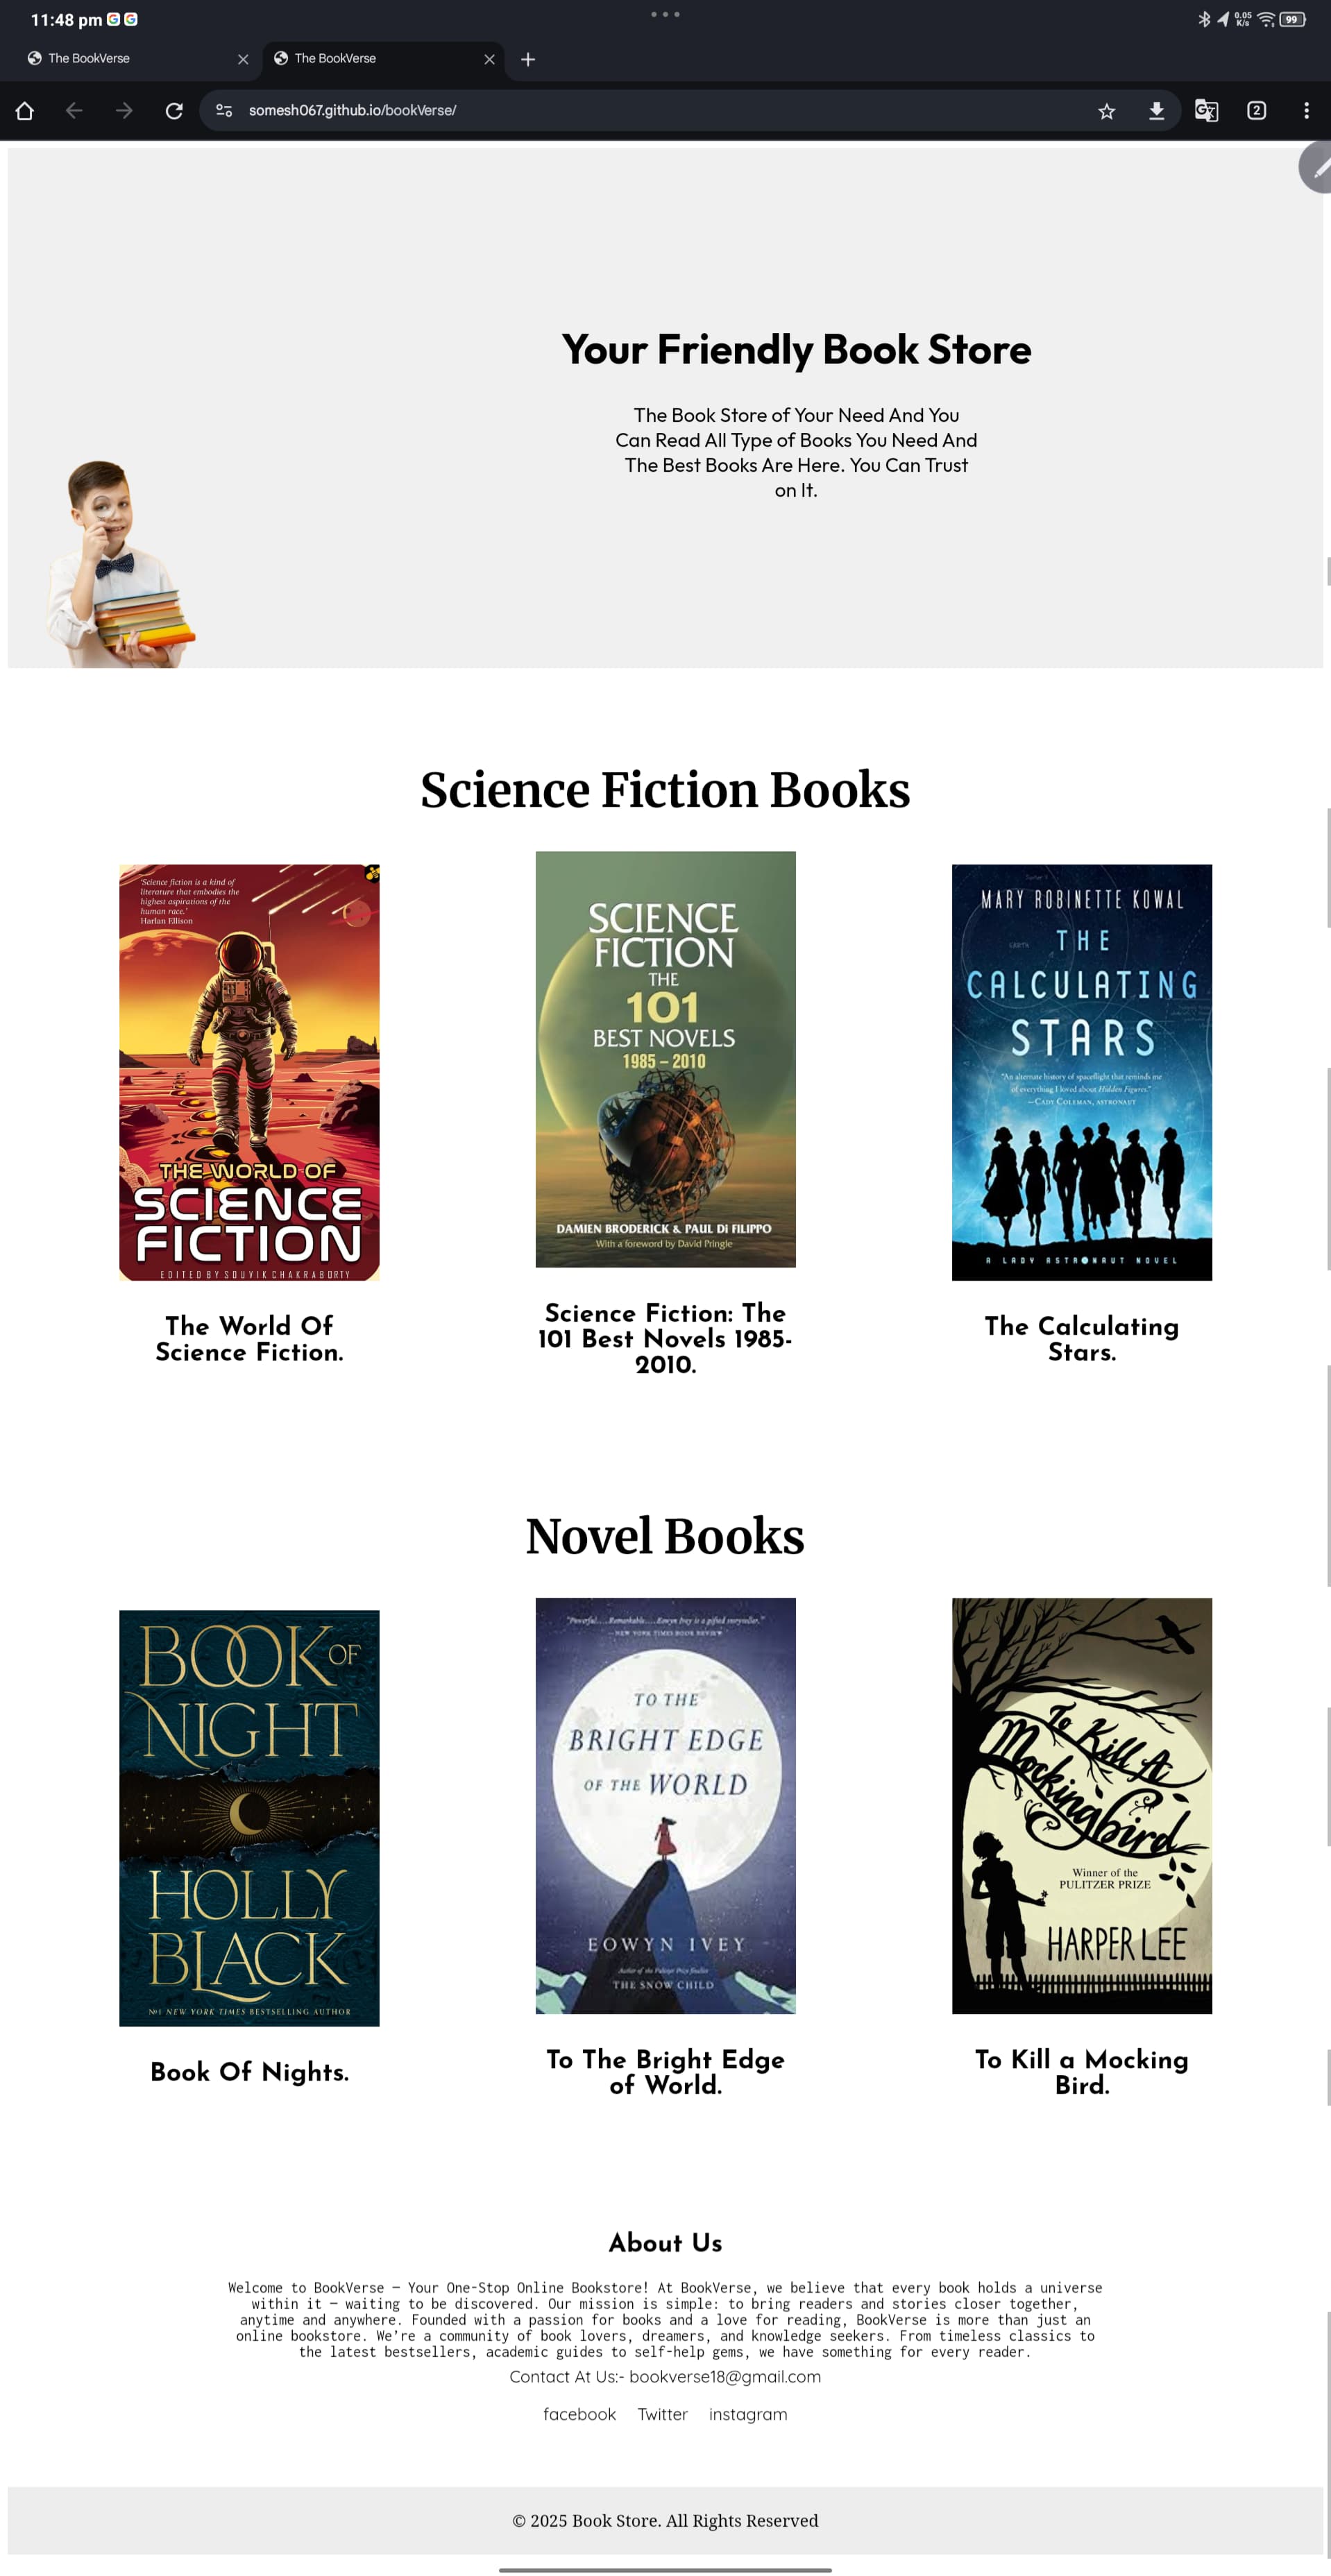 11:48 pm
0.05
K/s
99
The BookVerse
The BookVerse
somesh067.github.io/bookVerse/
2
Your Friendly Book Store
The Book Store of Your Need And You
Can Read All Type of Books You Need And
The Best Books Are Here. You Can Trust
on It.
Science Fiction Books
'Science fiction is a kind of
literature that embodies the
highest aspirations of the
human race.'
Harlan Ellison
THE WORLD OF
SCIENCE
FICTION
EDITED BY SOUVIK CHAKRABORTY
SCIENCE
FICTION
THE
101
BEST NOVELS
1985 – 2010
DAMIEN BRODERICK & PAUL Di FILIPPO
With a foreword by David Pringle
MARY ROBINETTE KOWAL
THE
EARTH
CALCULATING
STARS
"An alternate history of spaceflight that reminds me
of everything I loved about Hidden Figures."
—CADY COLEMAN, ASTRONAUT
A LADY ASTRONAUT NOVEL
The World Of
Science Fiction.
Science Fiction: The
101 Best Novels 1985-
2010.
The Calculating
Stars.
Novel Books
BOOK OF
NIGHT
HOLLY
BLACK
Nº1 NEW YORK TIMES BESTSELLING AUTHOR
"Powerful....Remarkable....Eowyn Ivey is a gifted storyteller."
—NEW YORK TIMES BOOK REVIEW
TO THE
BRIGHT EDGE
OF THE WORLD
EOWYN IVEY
Author of the Pulitzer Prize finalist
THE SNOW CHILD
To Kill A
Mockingbird
Winner of the
PULITZER PRIZE
HARPER LEE
Book Of Nights.
To The Bright Edge
of World.
To Kill a Mocking
Bird.
About Us
Welcome to BookVerse – Your One-Stop Online Bookstore! At BookVerse, we believe that every book holds a universe
within it – waiting to be discovered. Our mission is simple: to bring readers and stories closer together,
anytime and anywhere. Founded with a passion for books and a love for reading, BookVerse is more than just an
online bookstore. We're a community of book lovers, dreamers, and knowledge seekers. From timeless classics to
the latest bestsellers, academic guides to self-help gems, we have something for every reader.
Contact At Us:- bookverse18@gmail.com
facebook Twitter instagram
© 2025 Book Store. All Rights Reserved